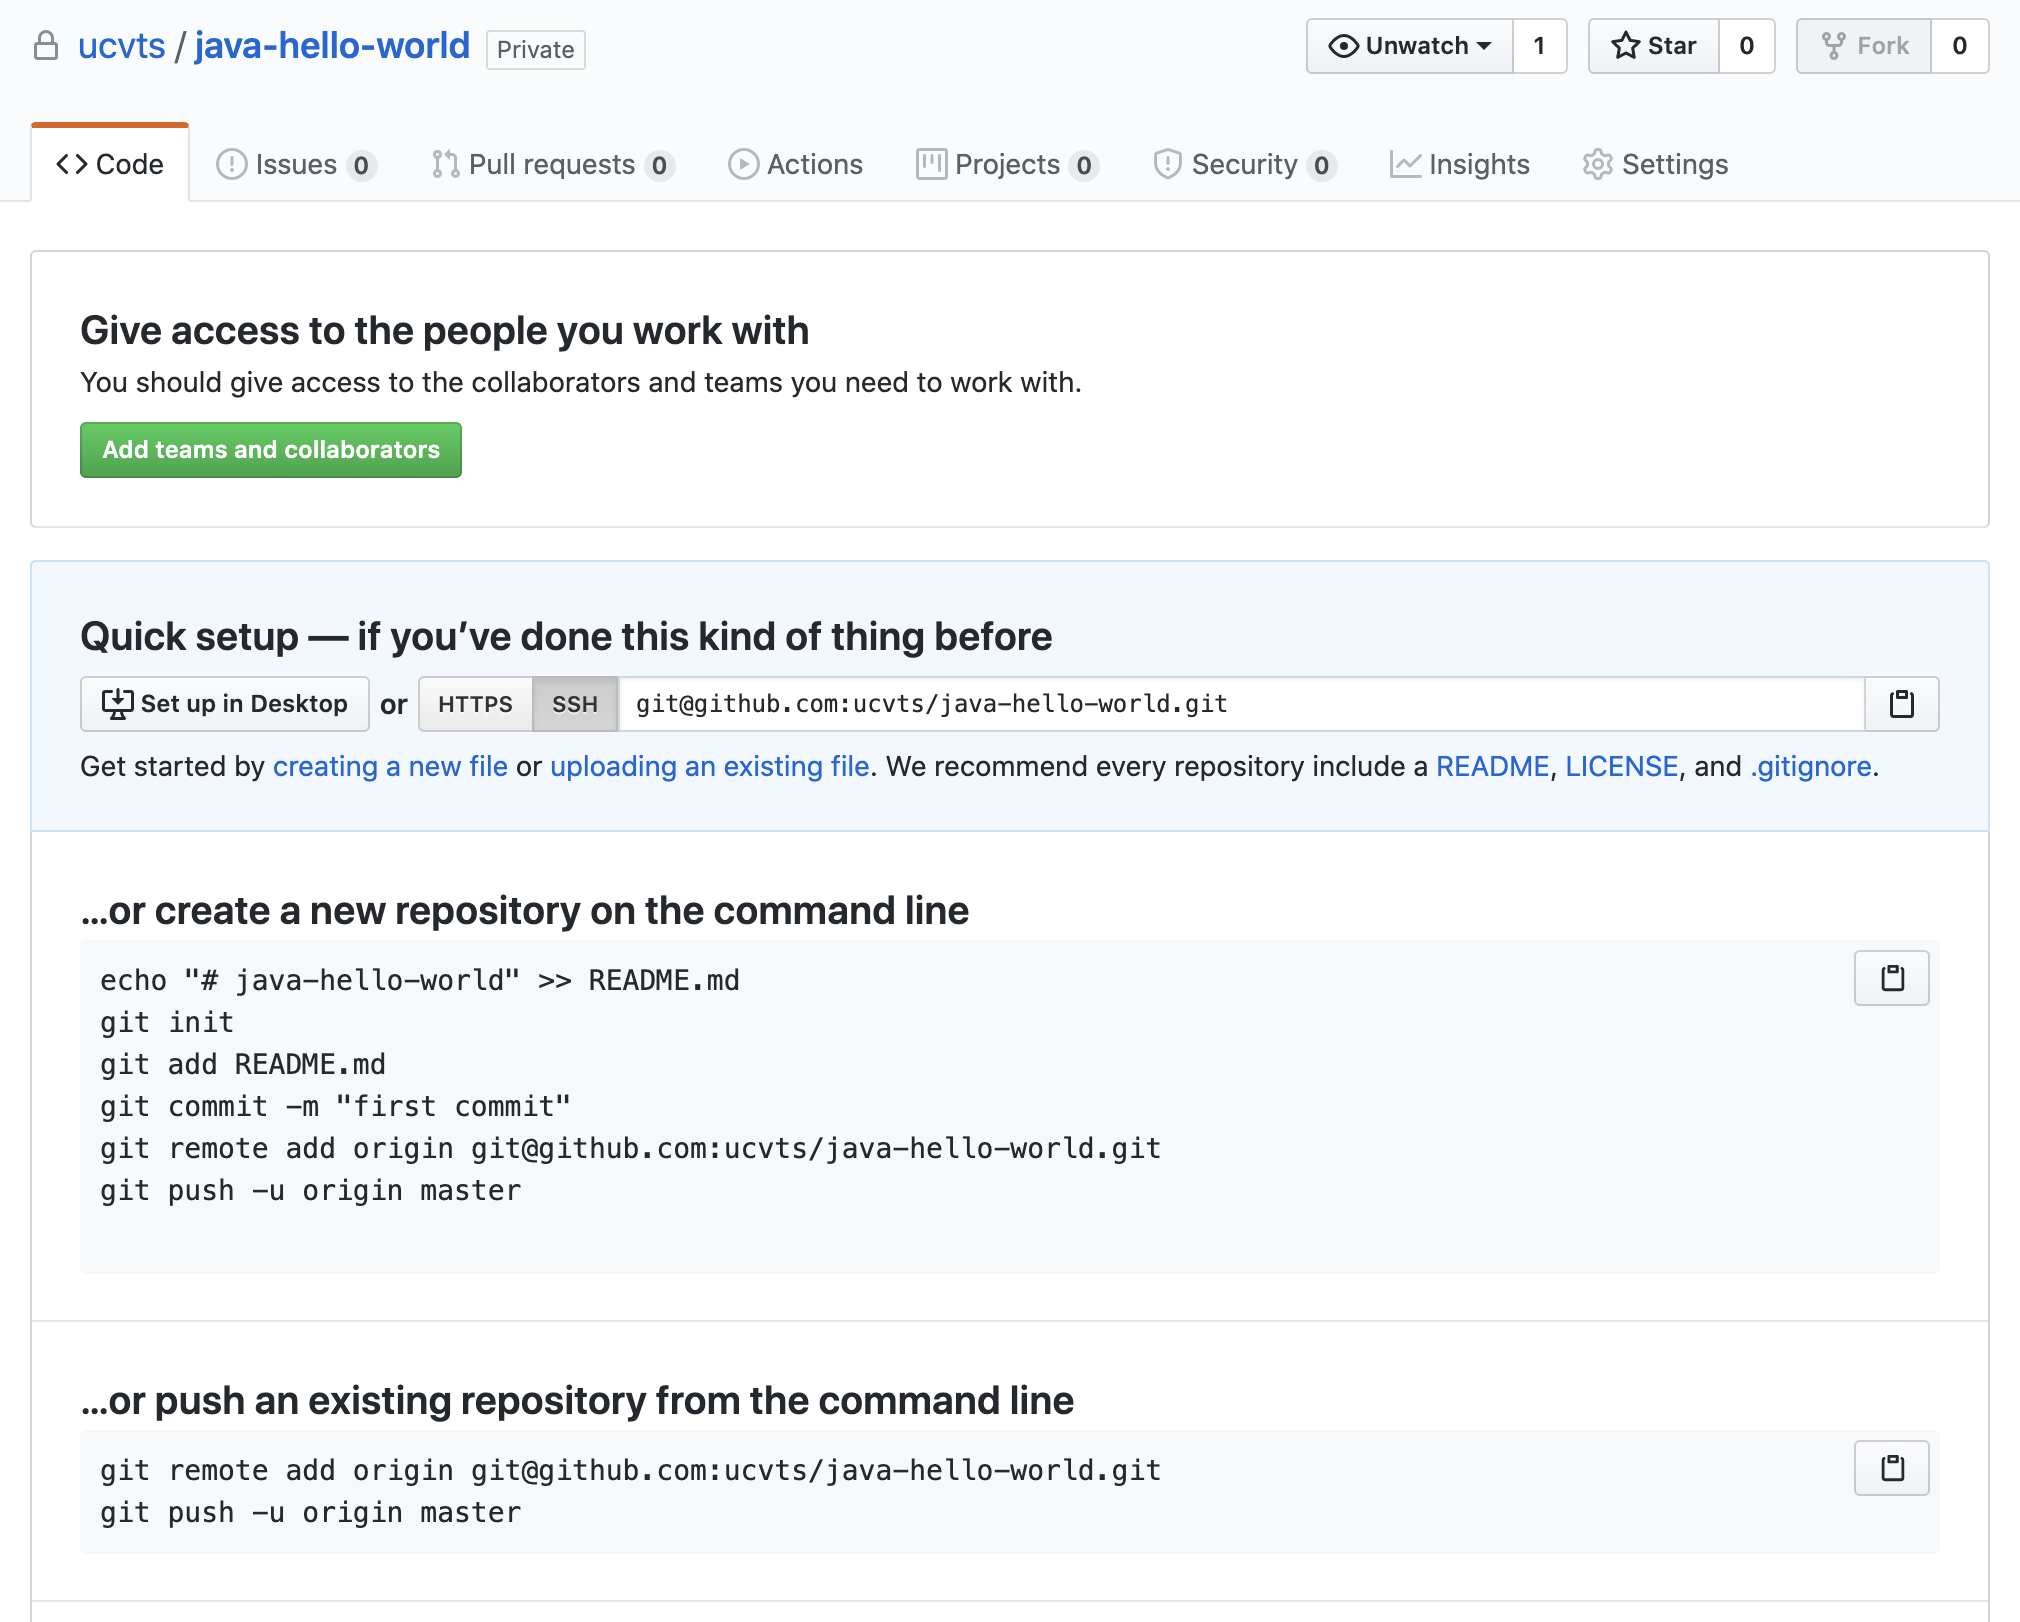 ucvts / java-hello-world Private Unwatch 1 Star 0 Fork 0
Code Issues 0 Pull requests 0 Actions Projects 0 Security 0 Insights Settings
Give access to the people you work with
You should give access to the collaborators and teams you need to work with.
Add teams and collaborators
Quick setup — if you’ve done this kind of thing before
Set up in Desktop or HTTPS SSH git@github.com:ucvts/java-hello-world.git
Get started by creating a new file or uploading an existing file. We recommend every repository include a README, LICENSE, and .gitignore.
…or create a new repository on the command line
echo "# java-hello-world" >> README.md
git init
git add README.md
git commit -m "first commit"
git remote add origin git@github.com:ucvts/java-hello-world.git
git push -u origin master
…or push an existing repository from the command line
git remote add origin git@github.com:ucvts/java-hello-world.git
git push -u origin master